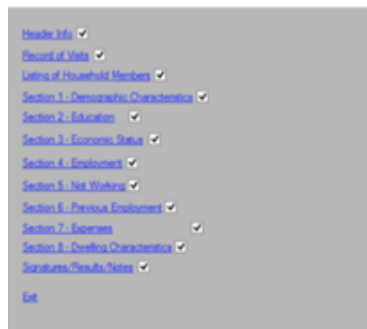 Header Info
Record of Visits
Listing of Household Members
Section 1 - Demographic Characteristics
Section 2 - Education
Section 3 - Economic Status
Section 4 - Employment
Section 5 - Not Working
Section 6 - Previous Employment
Section 7 - Expenses
Section 8 - Dwelling Characteristics
Signatures/Results/Notes
Exit